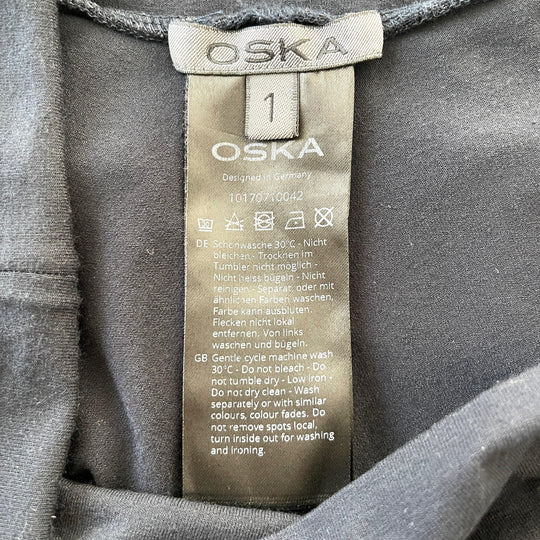 OSKA
1
OSKA
Designed in Germany
10170710042
DE Schonwäsche 30°C - Nicht
bleichen - Trocknen im
Tumbler nicht möglich -
Nicht heiss bügeln - Nicht
reinigen - Separat oder mit
ähnlichen Farben waschen,
Farbe kann ausbluten.
Flecken nicht lokal
entfernen. Von links
waschen und bügeln.
GB Gentle cycle machine wash
30°C - Do not bleach - Do
not tumble dry - Low iron -
Do not dry clean - Wash
separately or with similar
colours, colour fades. Do
not remove spots local,
turn inside out for washing
and ironing.